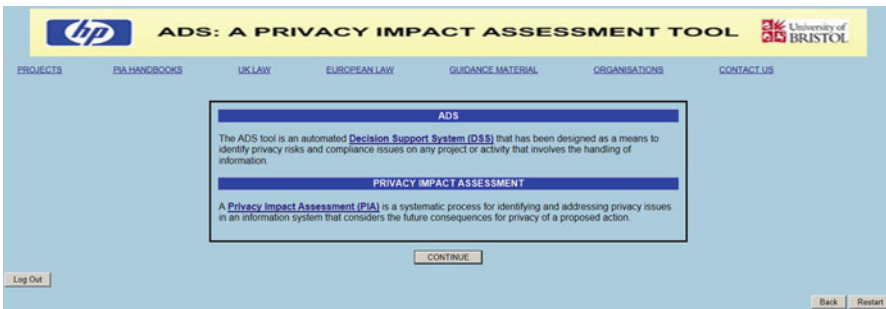 hp ADS: A PRIVACY IMPACT ASSESSMENT TOOL University of
BRISTOL
PROJECTS PIA HANDBOOKS UK LAW EUROPEAN LAW GUIDANCE MATERIAL ORGANISATIONS CONTACT US
ADS
The ADS tool is an automated Decision Support System (DSS) that has been designed as a means to
identify privacy risks and compliance issues on any project or activity that involves the handling of
information.
PRIVACY IMPACT ASSESSMENT
A Privacy Impact Assessment (PIA) is a systematic process for identifying and addressing privacy issues
in an information system that considers the future consequences for privacy of a proposed action.
CONTINUE
Log Out
Back Restart